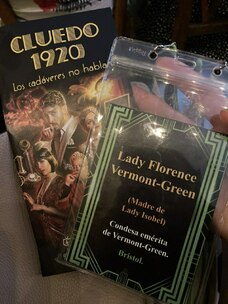 CLUEDO
1920
Los cadáveres no habla
Lady Florence
Vermont-Green
(Madre de
Lady Isobel)
Condesa emérita
de Vermont-Green.
Bristol.